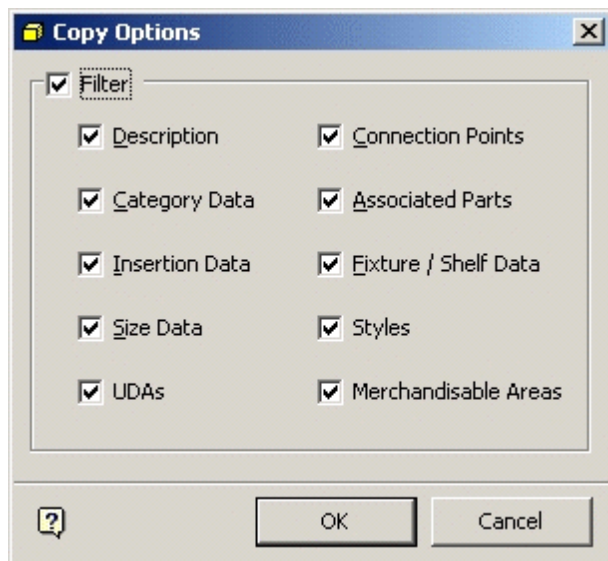 Copy Options
Filter
Description Connection Points
Category Data Associated Parts
Insertion Data Fixture / Shelf Data
Size Data Styles
UDAs Merchandisable Areas
? OK Cancel